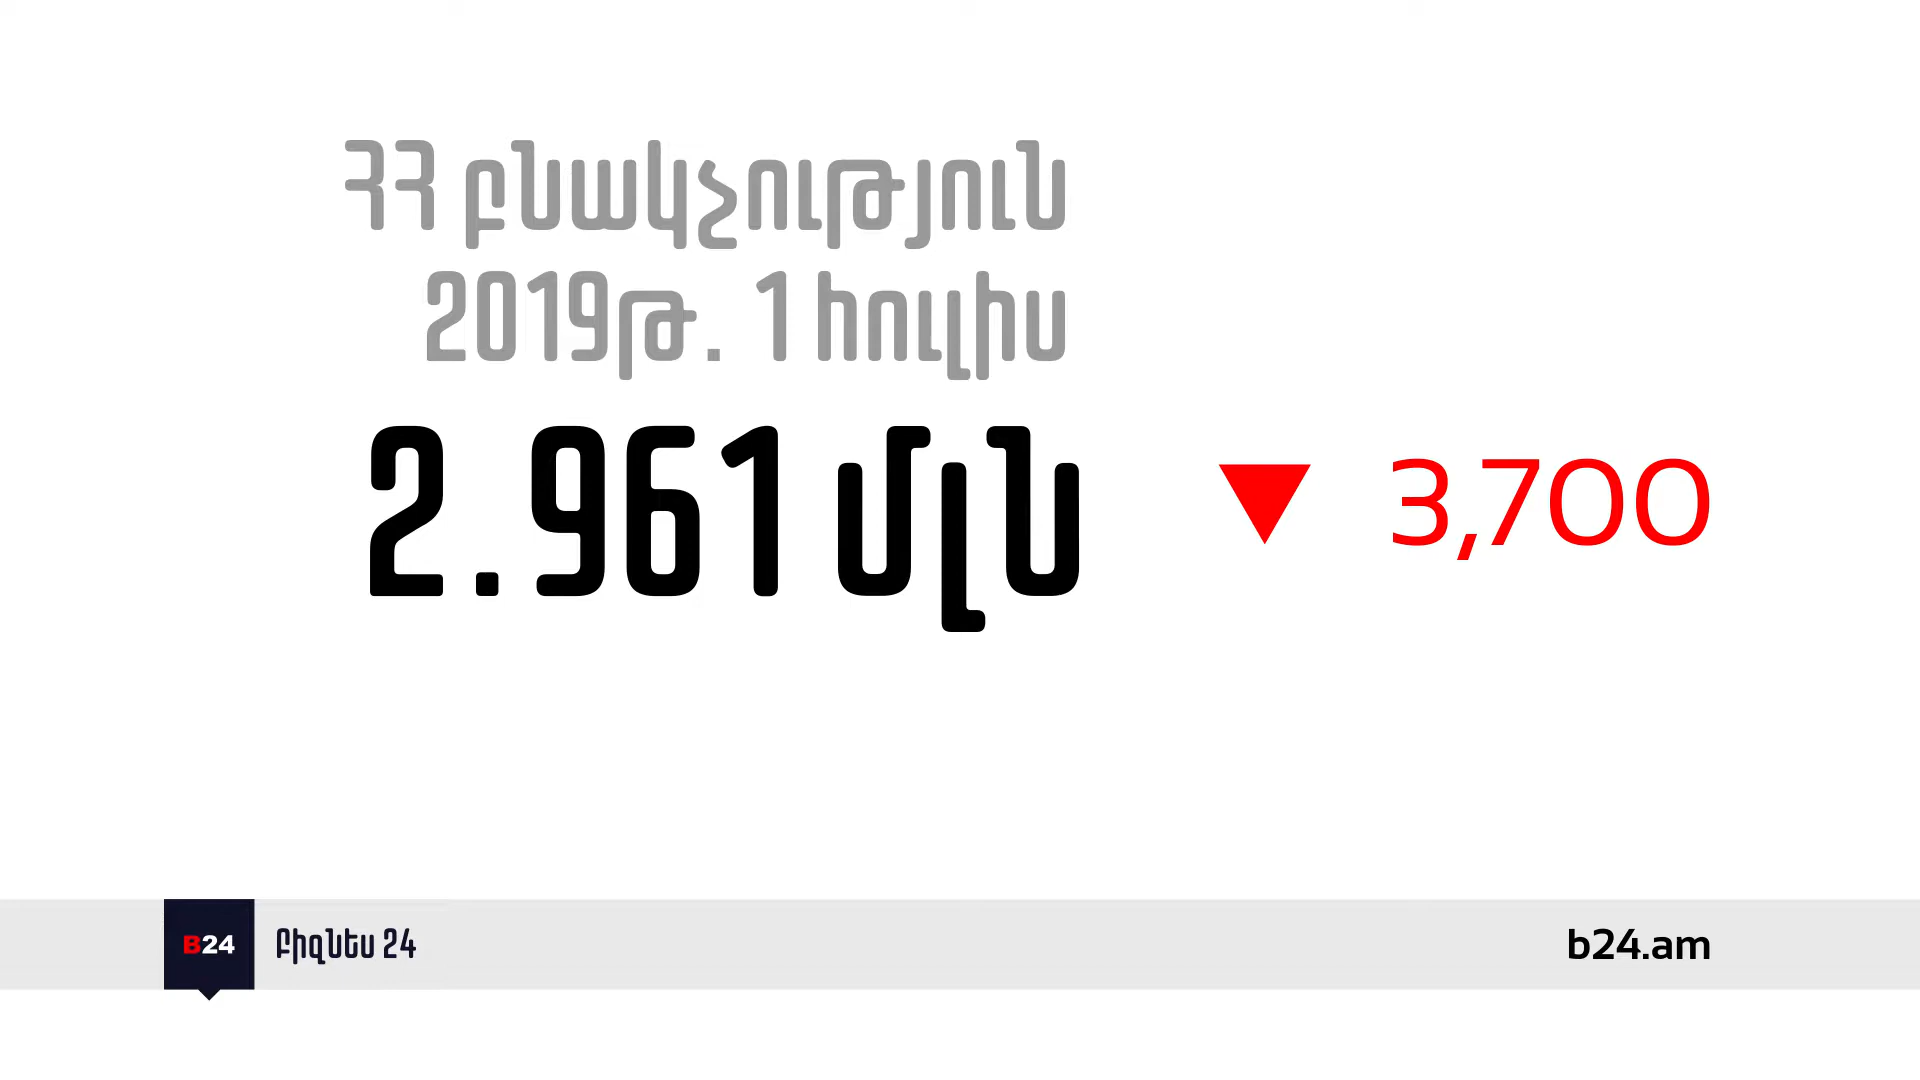 ՀՀ բնակչություն
2019թ. 1 հուլիս
2.961 մլն
▼ 3,700
B24 Բիզնես 24
b24.am